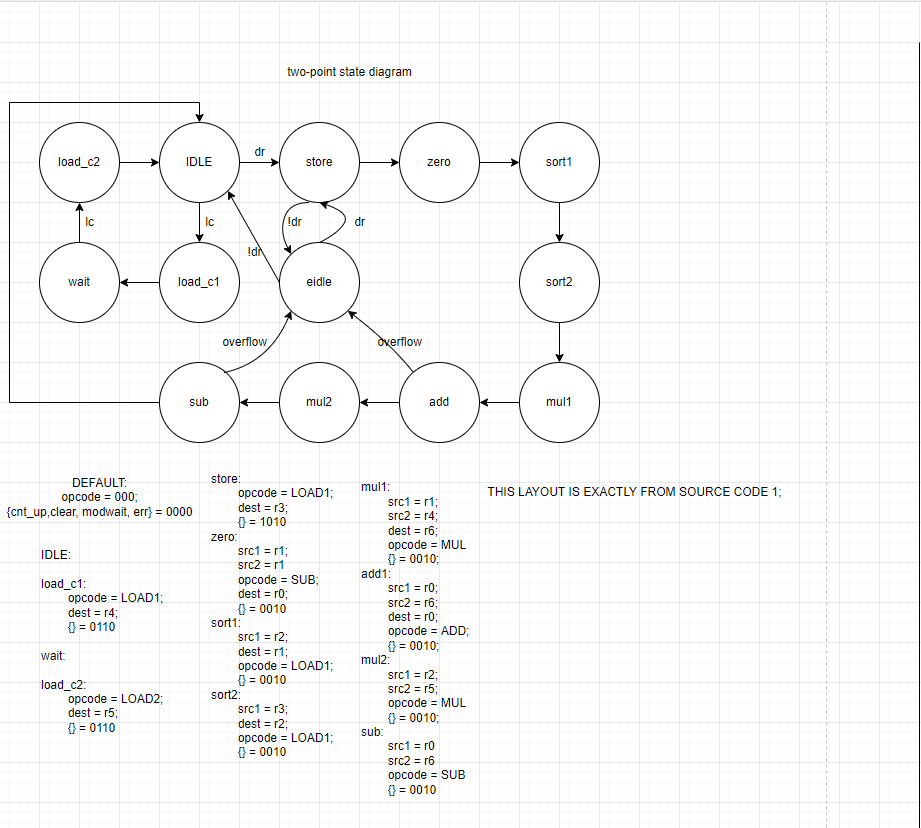 two-point state diagram
load_c2
IDLE
dr
store
zero
sort1
lc
lc
!dr
dr
!dr
wait
load_c1
eidle
sort2
overflow
overflow
sub
mul2
add
mul1
DEFAULT:
opcode = 000;
{cnt_up,clear, modwait, err} = 0000
IDLE:
load_c1:
opcode = LOAD1;
dest = r4;
{} = 0110
wait:
load_c2:
opcode = LOAD2;
dest = r5;
{} = 0110
store:
opcode = LOAD1;
dest = r3;
{} = 1010
zero:
src1 = r1;
src2 = r1
opcode = SUB;
dest = r0;
{} = 0010
sort1:
src1 = r2;
dest = r1;
opcode = LOAD1;
{} = 0010
sort2:
src1 = r3;
dest = r2;
opcode = LOAD1;
{} = 0010
mul1:
src1 = r1;
src2 = r4;
dest = r6;
opcode = MUL
{} = 0010;
add1:
src1 = r0;
src2 = r6;
dest = r0;
opcode = ADD;
{} = 0010;
mul2:
src1 = r2;
src2 = r5;
opcode = MUL
{} = 0010;
sub:
src1 = r0
src2 = r6
opcode = SUB
{} = 0010
THIS LAYOUT IS EXACTLY FROM SOURCE CODE 1;